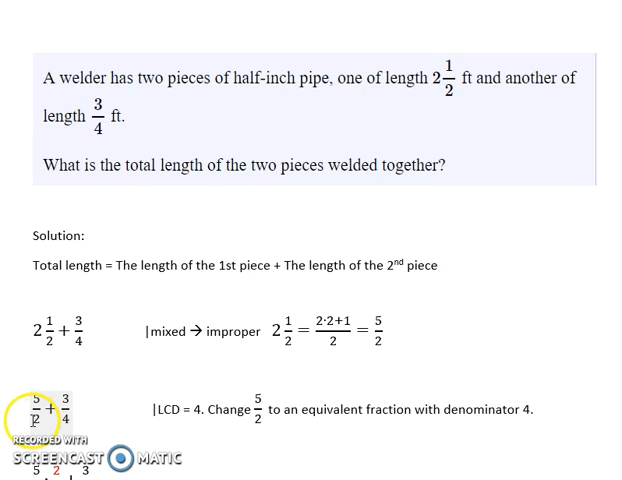 A welder has two pieces of half-inch pipe, one of length 2 1/2 ft and another of
length 3/4 ft.
What is the total length of the two pieces welded together?
Solution:
Total length = The length of the 1st piece + The length of the 2nd piece
2 1/2 + 3/4 |mixed → improper 2 1/2 = (2·2+1)/2 = 5/2
5/2 + 3/4 |LCD = 4. Change 5/2 to an equivalent fraction with denominator 4.
RECORDED WITH
SCREENCAST MATIC
5 2 + 3